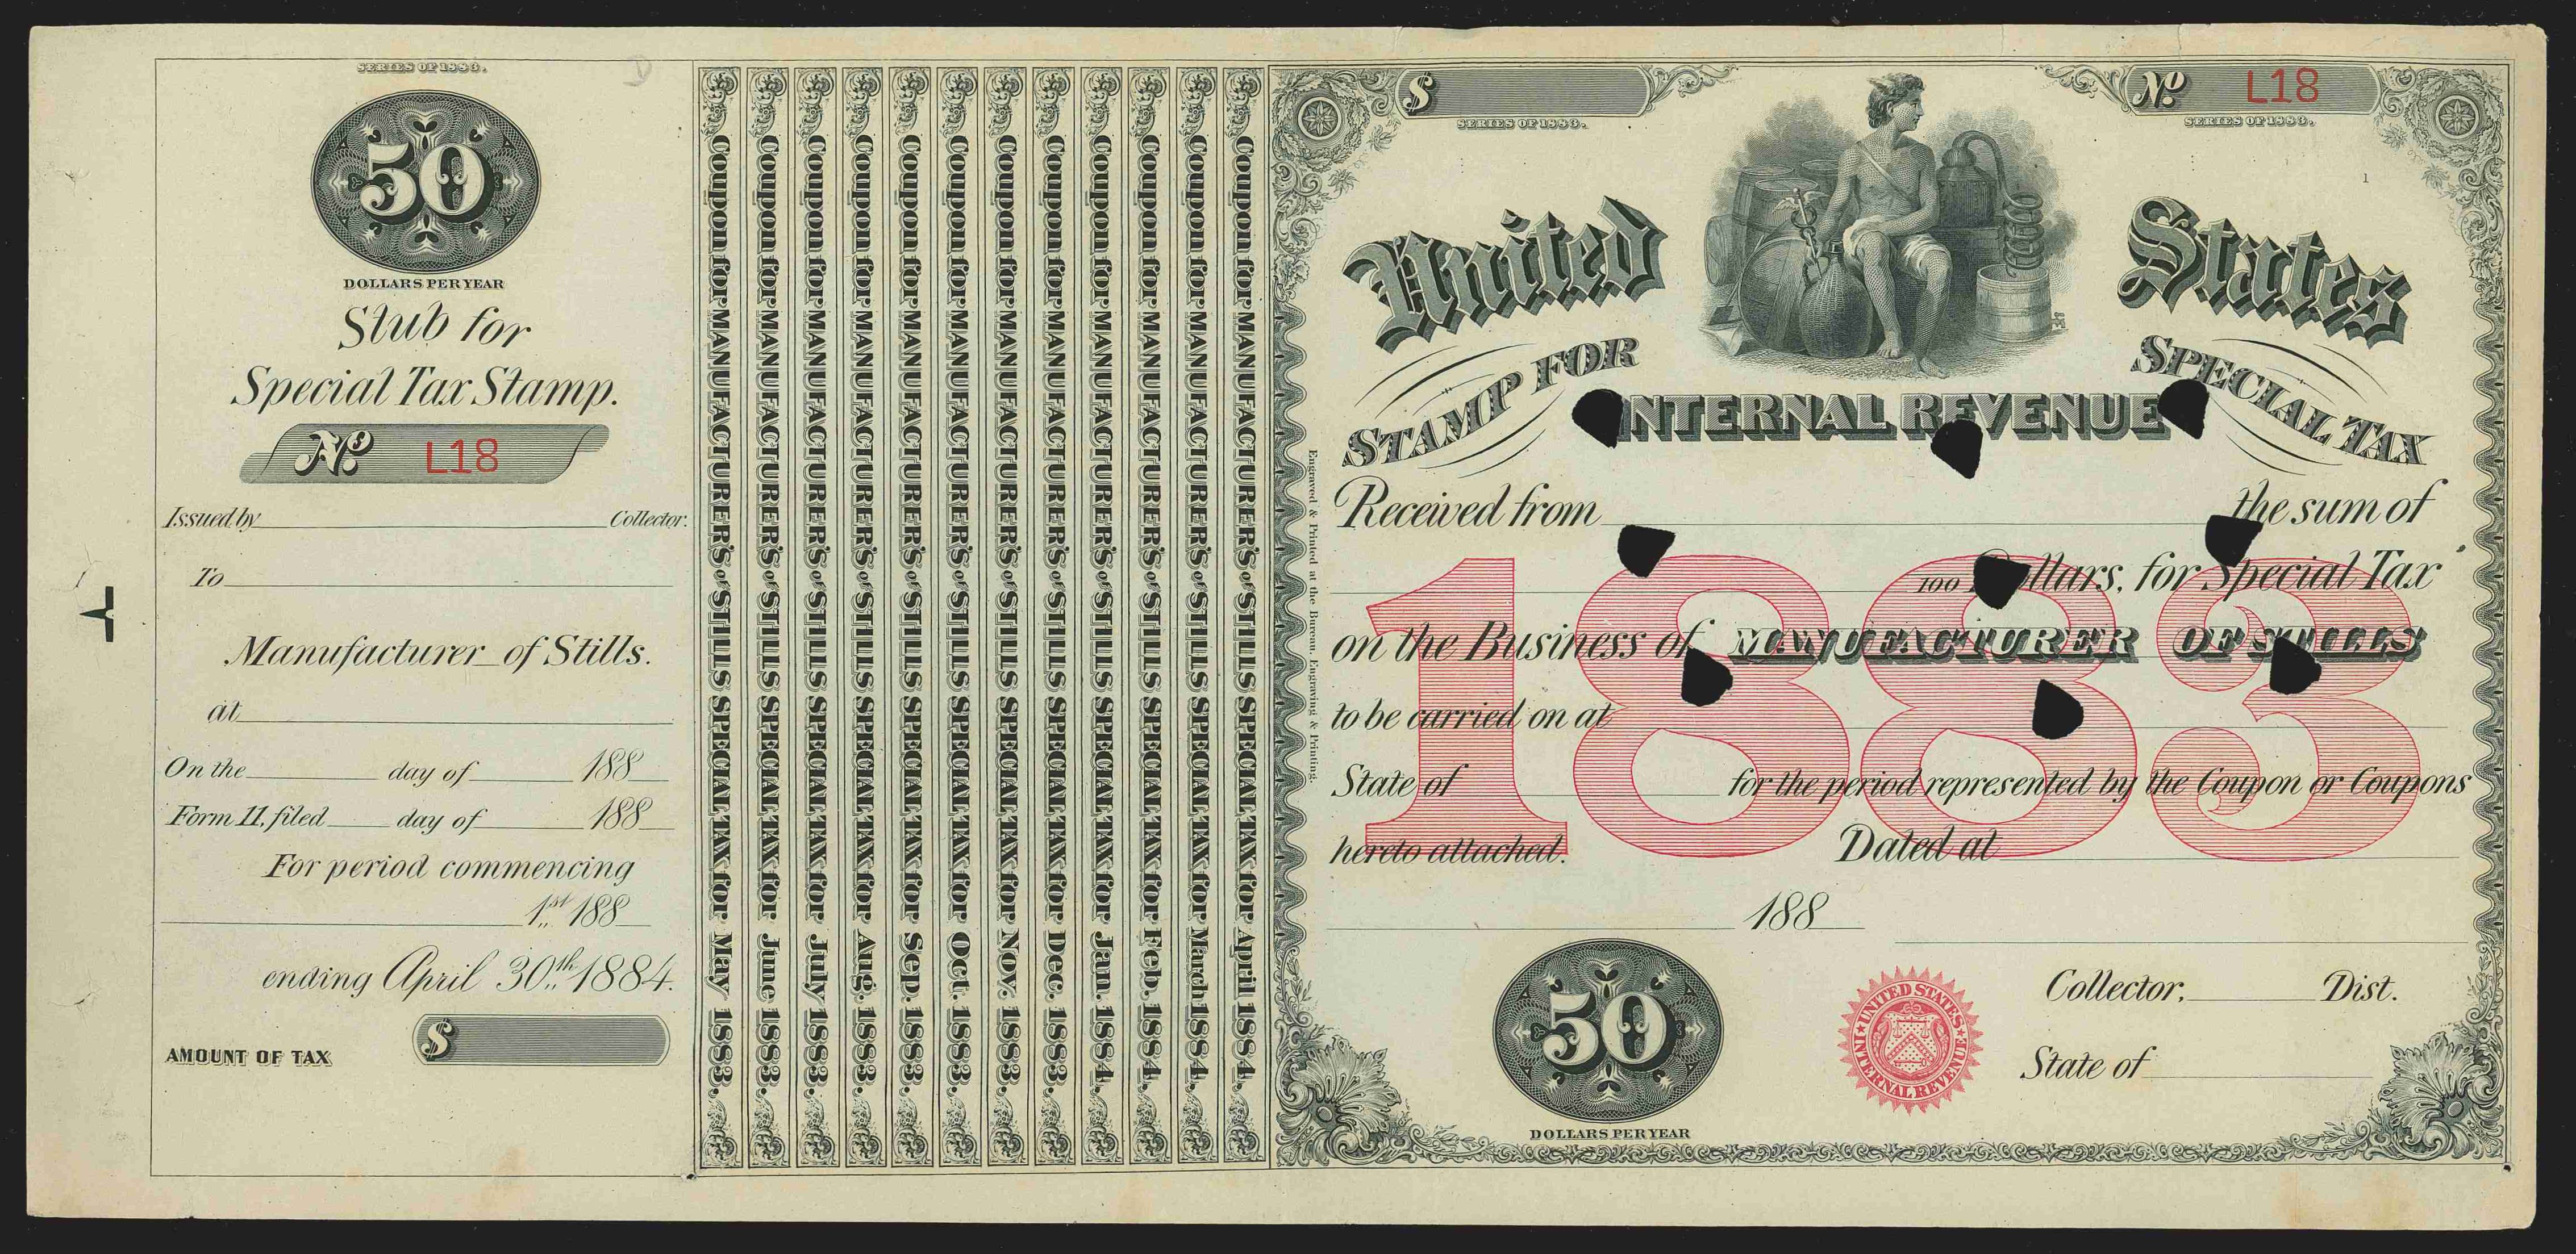 SERIES OF 1883.
50
DOLLARS PER YEAR
Stub for
Special Tax Stamp.
No. L18
Issued by Collector.
To
Manufacturer of Stills.
at
On the day of 188
Form 11, filed day of 188
For period commencing
1st 188
ending April 30th 1884.
AMOUNT OF TAX $
Coupon for MANUFACTURER'S of STILLS SPECIAL TAX for May 1883.
Coupon for MANUFACTURER'S of STILLS SPECIAL TAX for June 1883.
Coupon for MANUFACTURER'S of STILLS SPECIAL TAX for July 1883.
Coupon for MANUFACTURER'S of STILLS SPECIAL TAX for Aug. 1883.
Coupon for MANUFACTURER'S of STILLS SPECIAL TAX for Sep. 1883.
Coupon for MANUFACTURER'S of STILLS SPECIAL TAX for Oct. 1883.
Coupon for MANUFACTURER'S of STILLS SPECIAL TAX for Nov. 1883.
Coupon for MANUFACTURER'S of STILLS SPECIAL TAX for Dec. 1883.
Coupon for MANUFACTURER'S of STILLS SPECIAL TAX for Jan. 1884.
Coupon for MANUFACTURER'S of STILLS SPECIAL TAX for Feb. 1884.
Coupon for MANUFACTURER'S of STILLS SPECIAL TAX for March 1884.
Coupon for MANUFACTURER'S of STILLS SPECIAL TAX for April 1884.
Engraved & Printed at the Bureau, Engraving & Printing.
$
SERIES OF 1883.
No. L18
SERIES OF 1883.
1
United States
STAMP FOR SPECIAL TAX
INTERNAL REVENUE
Received from the sum of
100 Dollars, for Special Tax
on the Business of MANUFACTURER OF STILLS
1883
to be carried on at
State of for the period represented by the Coupon or Coupons
hereto attached. Dated at
188
50
DOLLARS PER YEAR
UNITED STATES INTERNAL REVENUE
Collector, Dist.
State of